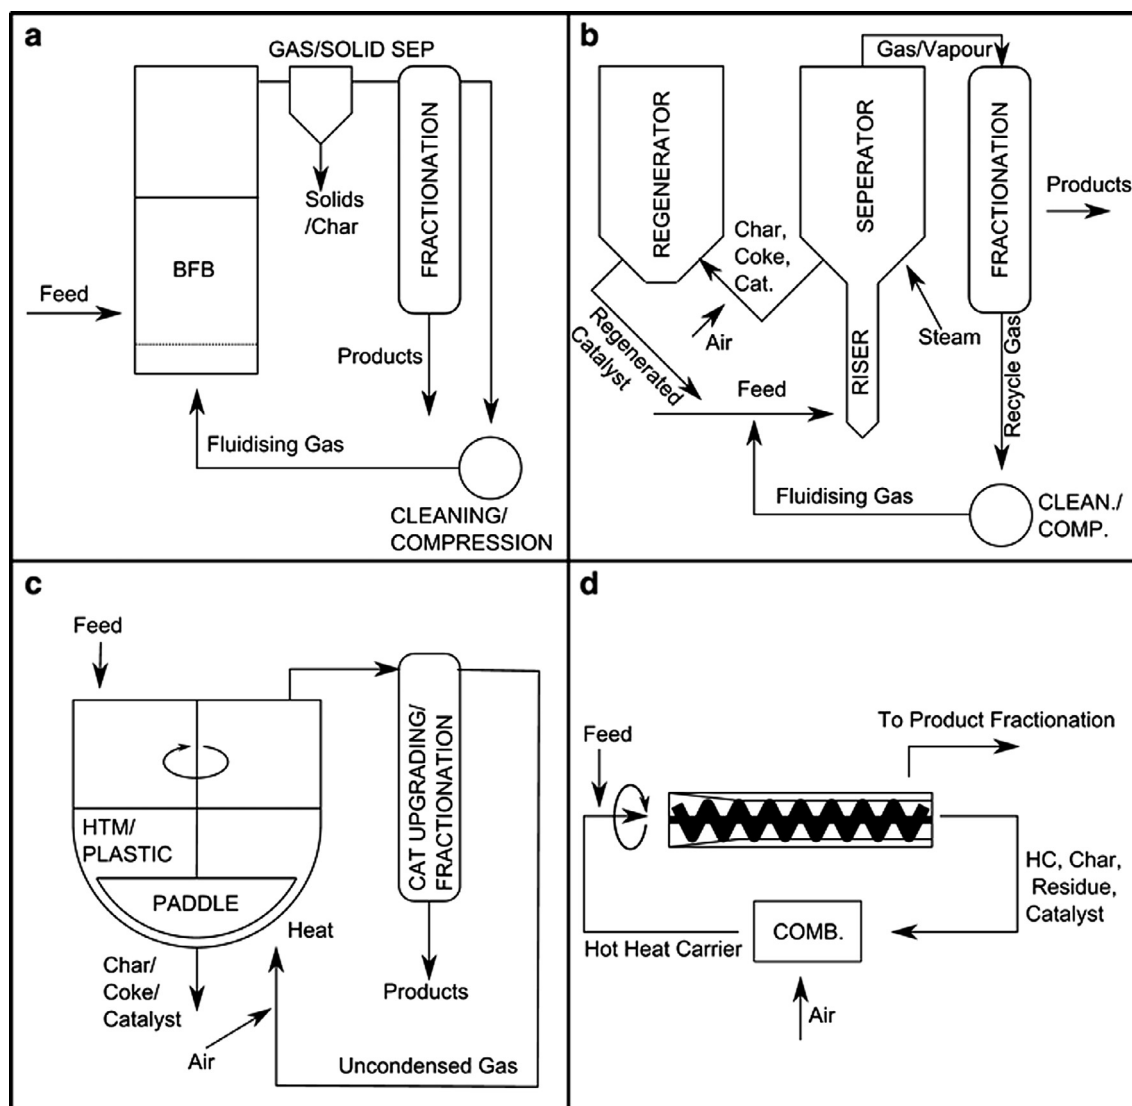 a
GAS/SOLID SEP
BFB
Solids
/Char
FRACTIONATION
Feed
Products
Fluidising Gas
CLEANING/
COMPRESSION
b
Gas/Vapour
REGENERATOR
SEPERATOR
FRACTIONATION
Products
Char,
Coke,
Cat.
Air
Steam
Regenerated
Catalyst
RISER
Feed
Recycle Gas
Fluidising Gas
CLEAN./
COMP.
c
Feed
HTM/
PLASTIC
PADDLE
CAT UPGRADING/
FRACTIONATION
Heat
Char/
Coke/
Catalyst
Products
Air
Uncondensed Gas
d
To Product Fractionation
Feed
HC, Char,
Residue,
Catalyst
COMB.
Hot Heat Carrier
Air